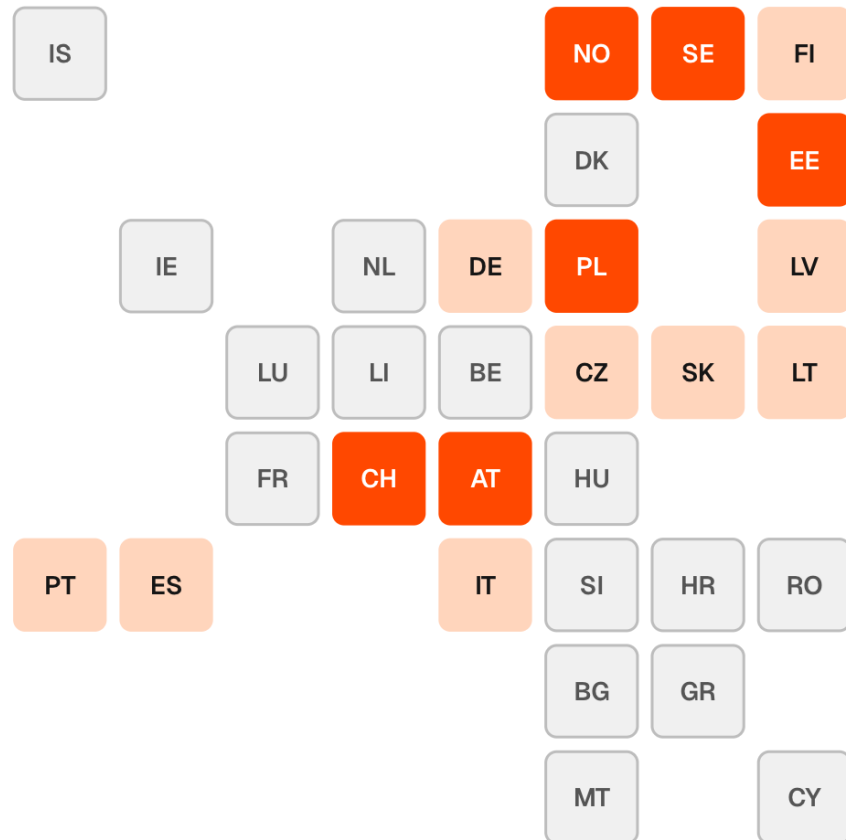 IS NO SE FI
DK EE
IE NL DE PL LV
LU LI BE CZ SK LT
FR CH AT HU
PT ES IT SI HR RO
BG GR
MT CY